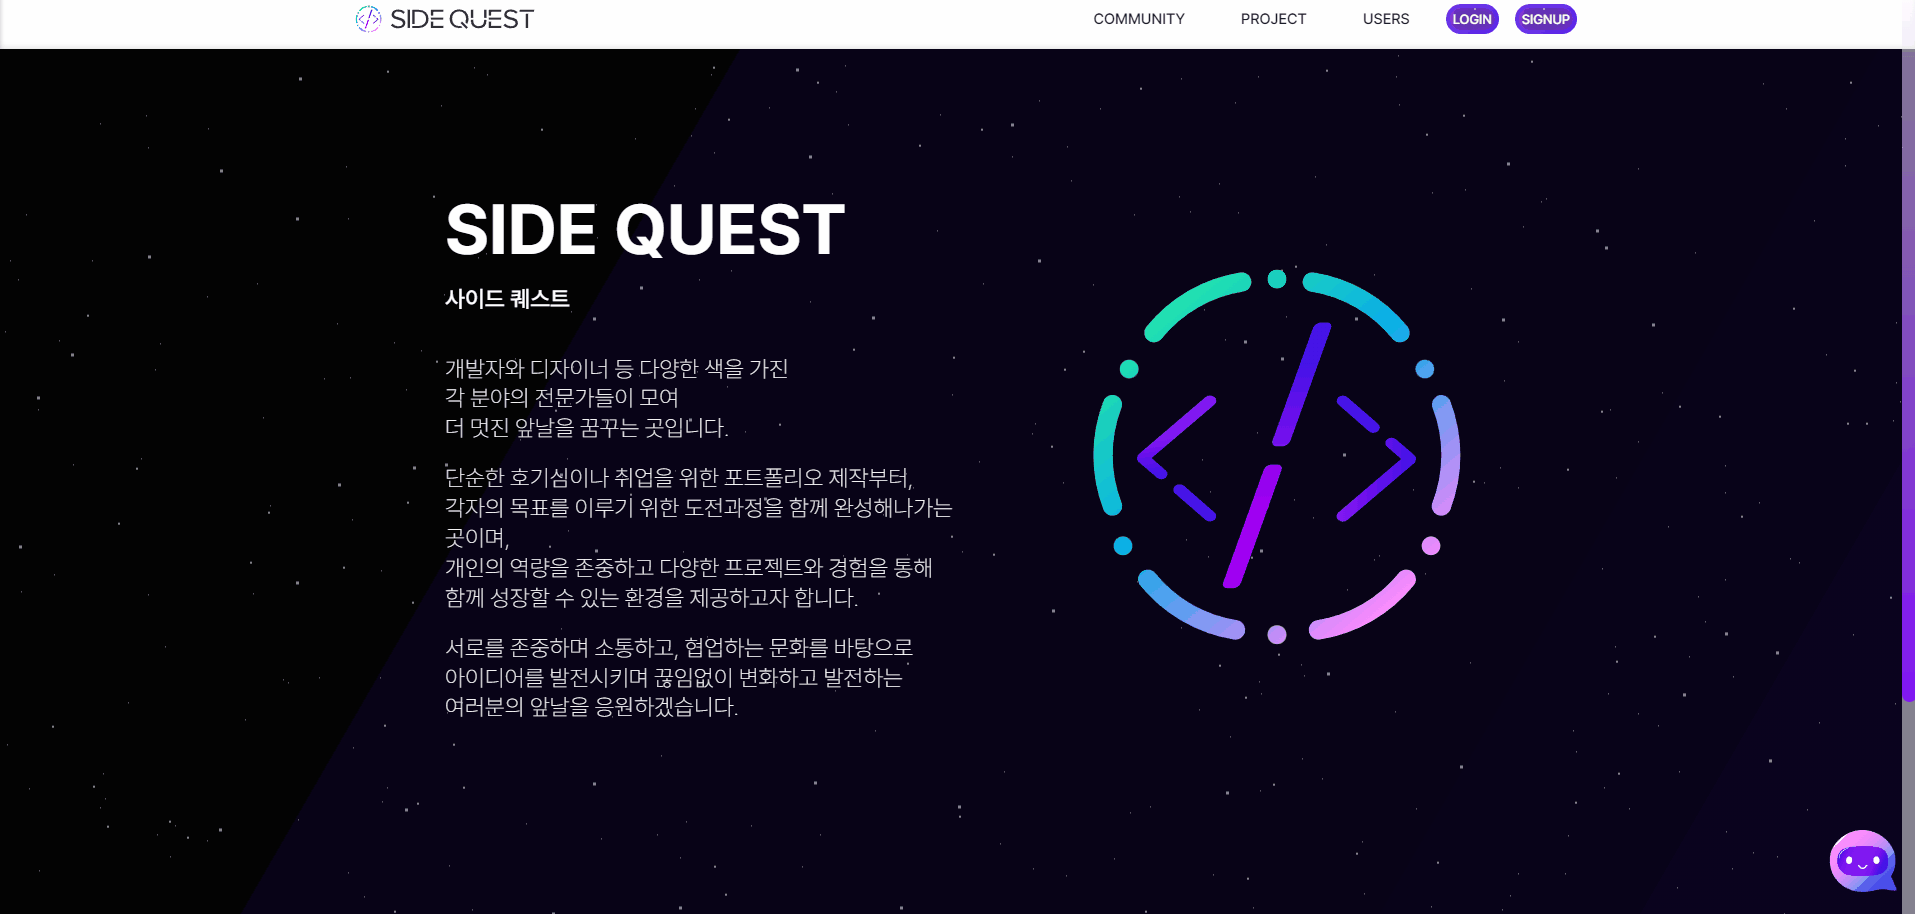 SIDE QUEST
COMMUNITY
PROJECT
USERS
LOGIN
SIGNUP
SIDE QUEST
사이드 퀘스트
개발자와 디자이너 등 다양한 색을 가진
각 분야의 전문가들이 모여
더 멋진 앞날을 꿈꾸는 곳입니다.
단순한 호기심이나 취업을 위한 포트폴리오 제작부터,
각자의 목표를 이루기 위한 도전과정을 함께 완성해나가는
곳이며,
개인의 역량을 존중하고 다양한 프로젝트와 경험을 통해
함께 성장할 수 있는 환경을 제공하고자 합니다.
서로를 존중하며 소통하고, 협업하는 문화를 바탕으로
아이디어를 발전시키며 끊임없이 변화하고 발전하는
여러분의 앞날을 응원하겠습니다.